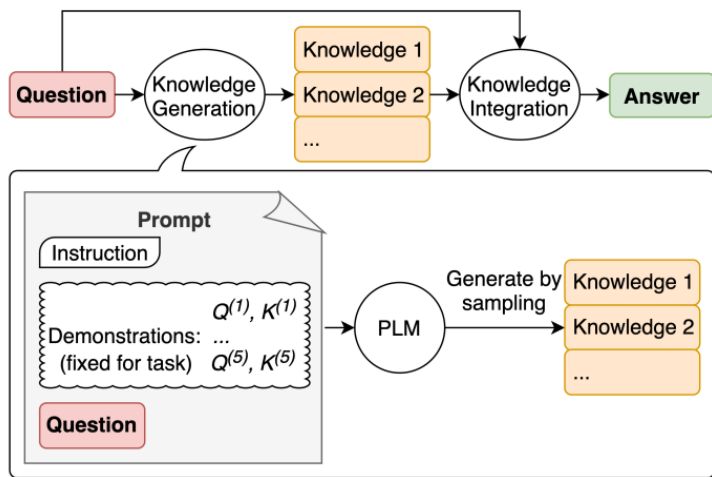 Question
Knowledge
Generation
Knowledge 1
Knowledge 2
...
Knowledge
Integration
Answer
Prompt
Instruction
Q(1), K(1)
Demonstrations: ...
(fixed for task) Q(5), K(5)
Question
PLM
Generate by
sampling
Knowledge 1
Knowledge 2
...